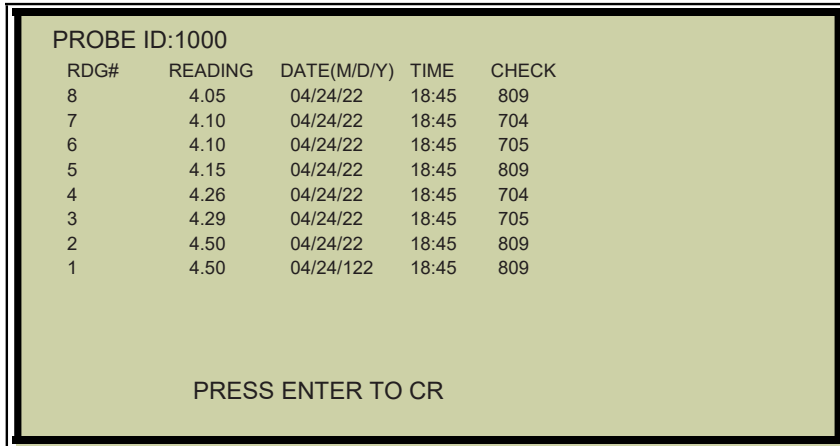 PROBE ID:1000
RDG# READING DATE(M/D/Y) TIME CHECK
8 4.05 04/24/22 18:45 809
7 4.10 04/24/22 18:45 704
6 4.10 04/24/22 18:45 705
5 4.15 04/24/22 18:45 809
4 4.26 04/24/22 18:45 704
3 4.29 04/24/22 18:45 705
2 4.50 04/24/22 18:45 809
1 4.50 04/24/122 18:45 809
PRESS ENTER TO CR